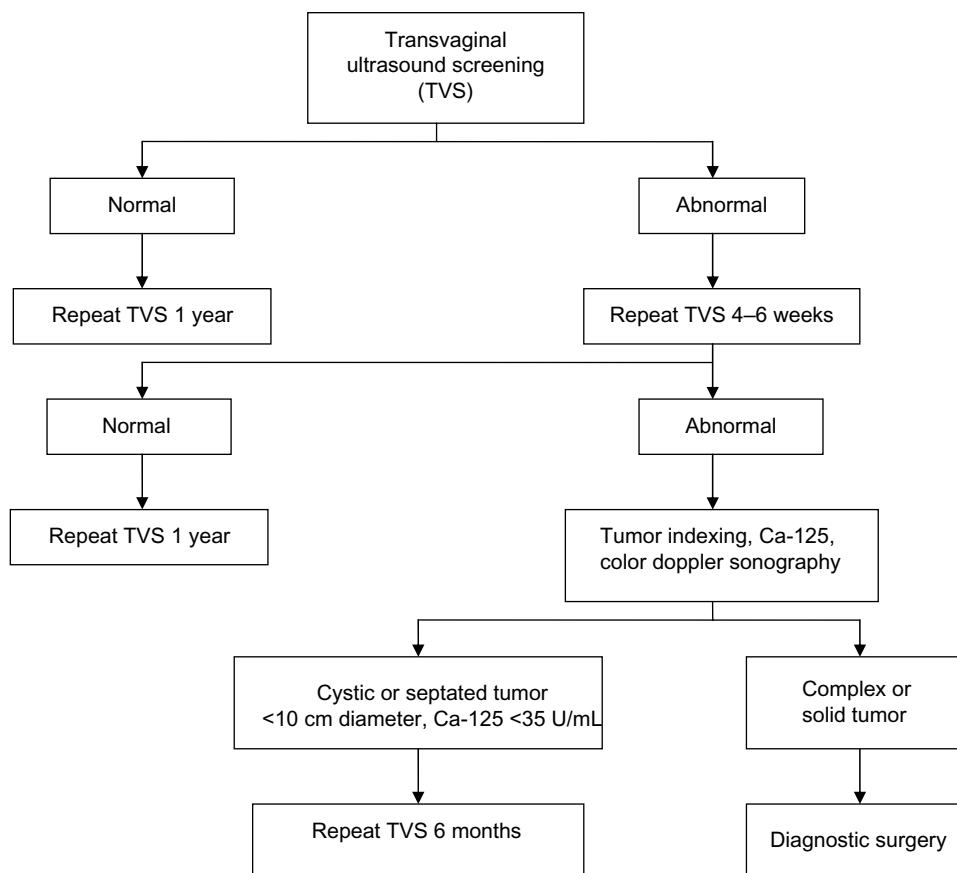 Transvaginal
ultrasound screening
(TVS)
Normal
Abnormal
Repeat TVS 1 year
Repeat TVS 4–6 weeks
Normal
Abnormal
Repeat TVS 1 year
Tumor indexing, Ca-125,
color doppler sonography
Cystic or septated tumor
<10 cm diameter, Ca-125 <35 U/mL
Complex or
solid tumor
Repeat TVS 6 months
Diagnostic surgery